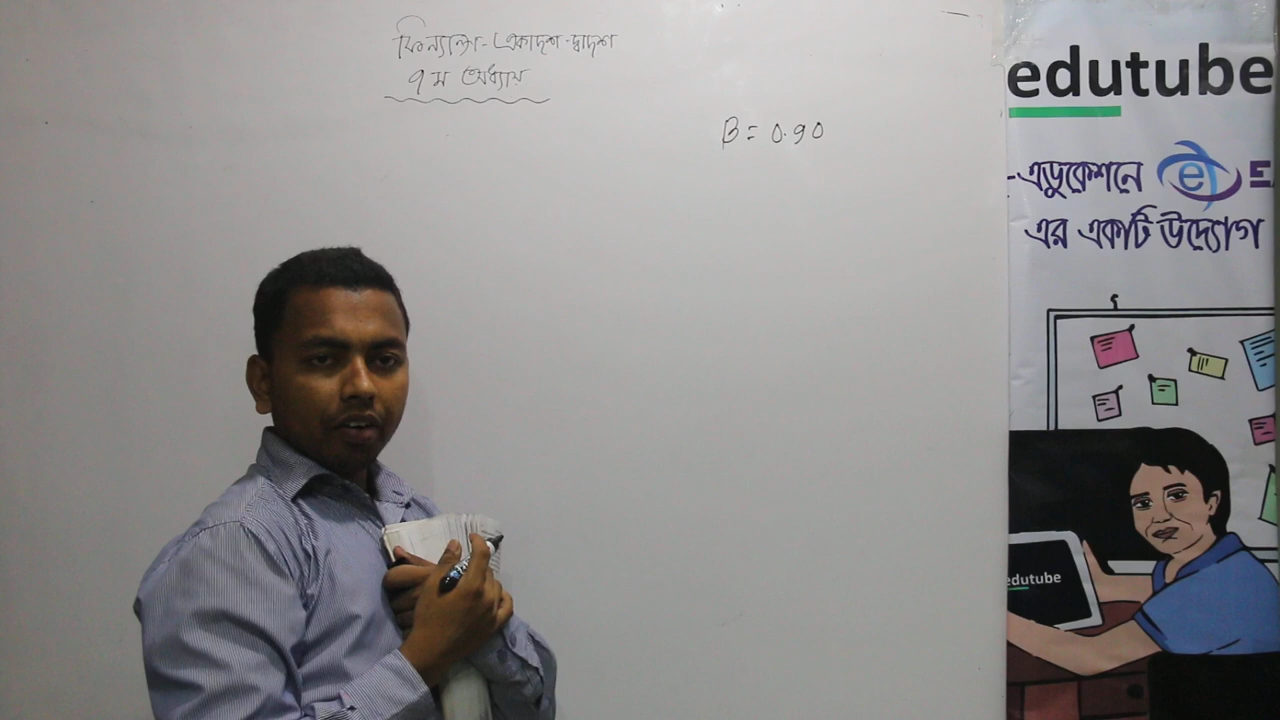 ফিন্যান্স-একাদশ-দ্বাদশ
৭ম অধ্যায়
B = 0.90
edutube
-এডুকেশনে e E
এর একটি উদ্যোগ
edutube